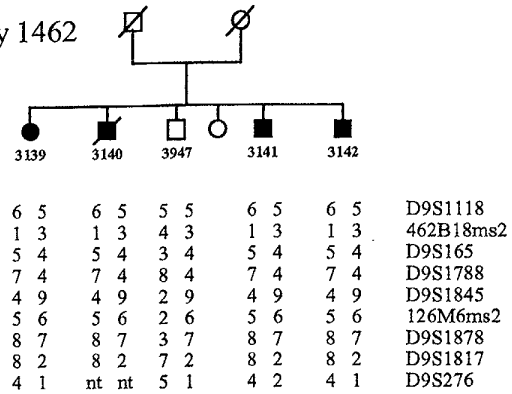 y 1462
3139 3140 3947 3141 3142
6 5 6 5 5 5 6 5 6 5 D9S1118
1 3 1 3 4 3 1 3 1 3 462B18ms2
5 4 5 4 3 4 5 4 5 4 D9S165
7 4 7 4 8 4 7 4 7 4 D9S1788
4 9 4 9 2 9 4 9 4 9 D9S1845
5 6 5 6 2 6 5 6 5 6 126M6ms2
8 7 8 7 3 7 8 7 8 7 D9S1878
8 2 8 2 7 2 8 2 8 2 D9S1817
4 1 nt nt 5 1 4 2 4 1 D9S276